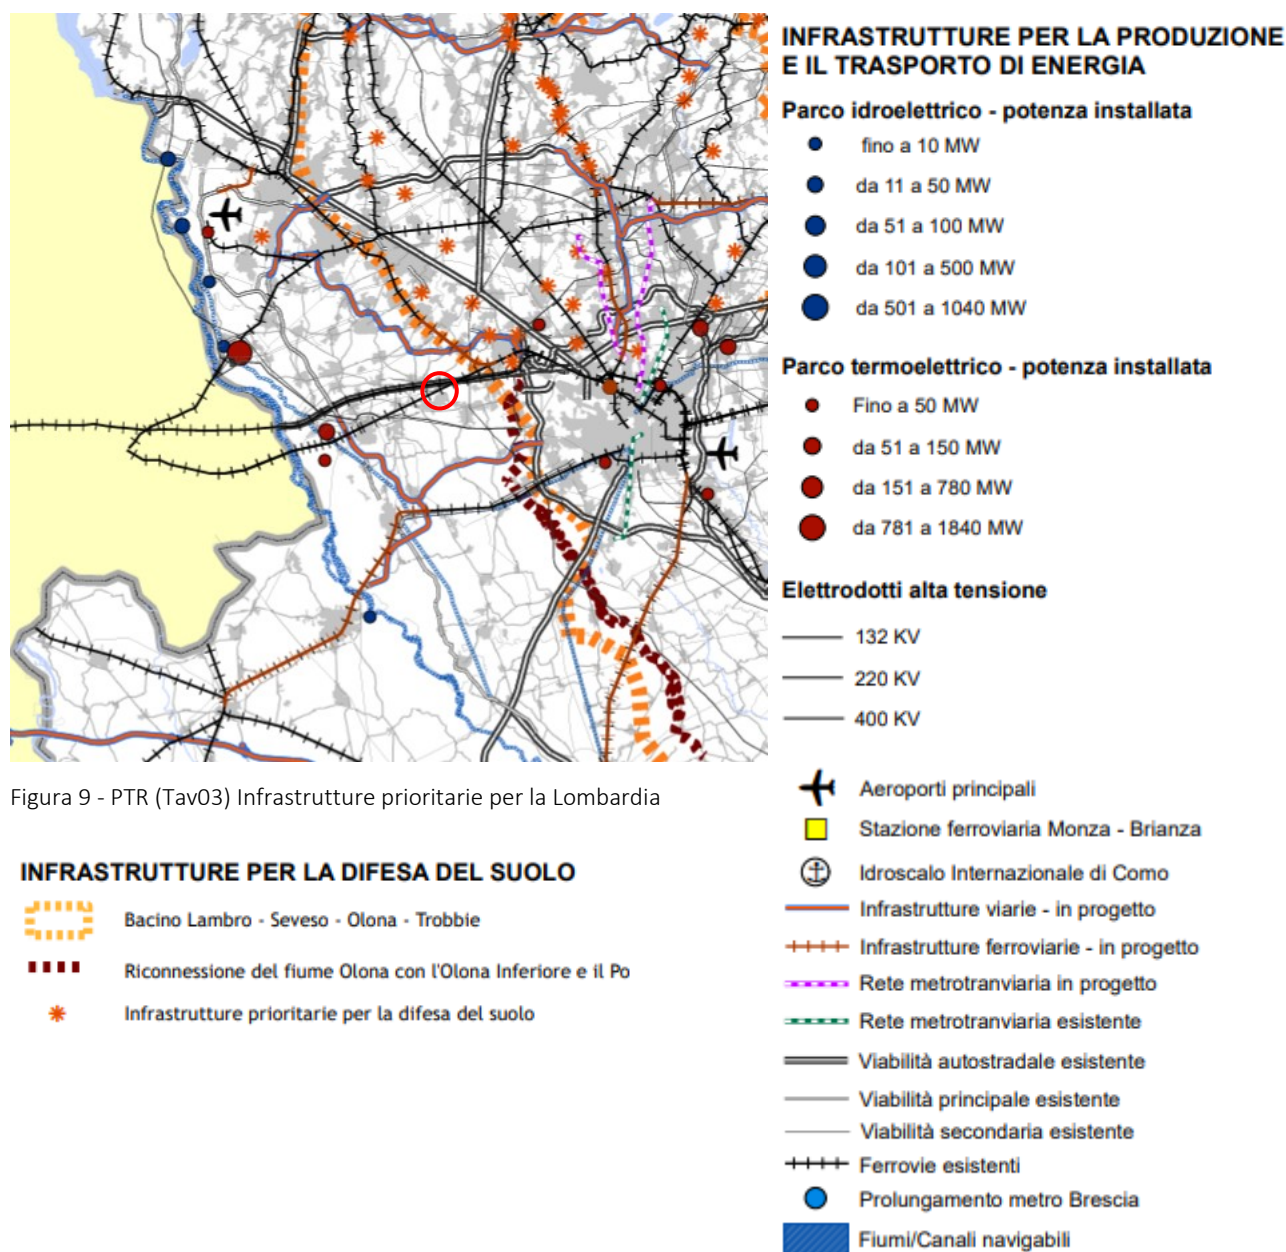 INFRASTRUTTURE PER LA PRODUZIONE
E IL TRASPORTO DI ENERGIA
Parco idroelettrico - potenza installata
fino a 10 MW
da 11 a 50 MW
da 51 a 100 MW
da 101 a 500 MW
da 501 a 1040 MW
Parco termoelettrico - potenza installata
Fino a 50 MW
da 51 a 150 MW
da 151 a 780 MW
da 781 a 1840 MW
Elettrodotti alta tensione
132 KV
220 KV
400 KV
Aeroporti principali
Stazione ferroviaria Monza - Brianza
Idroscalo Internazionale di Como
Infrastrutture viarie - in progetto
Infrastrutture ferroviarie - in progetto
Rete metrotranviaria in progetto
Rete metrotranviaria esistente
Viabilità autostradale esistente
Viabilità principale esistente
Viabilità secondaria esistente
Ferrovie esistenti
Prolungamento metro Brescia
Fiumi/Canali navigabili
Figura 9 - PTR (Tav03) Infrastrutture prioritarie per la Lombardia
INFRASTRUTTURE PER LA DIFESA DEL SUOLO
Bacino Lambro - Seveso - Olona - Trobbie
Riconnessione del fiume Olona con l'Olona Inferiore e il Po
Infrastrutture prioritarie per la difesa del suolo